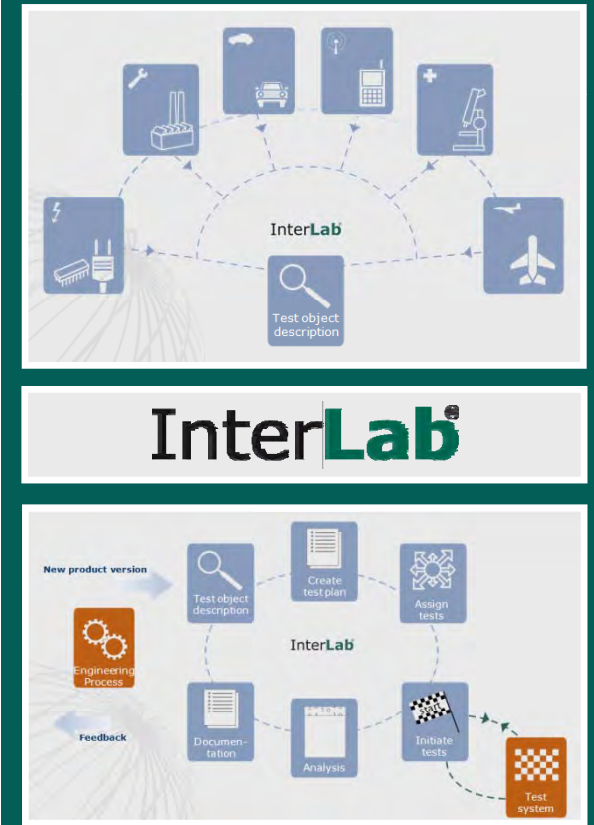 InterLab
Test object
description
InterLab
New product version
Test object
description
Create
test plan
Assign
tests
InterLab
Engineering
Process
Feedback
Documen-
tation
Analysis
start
Initiate
tests
Test
system